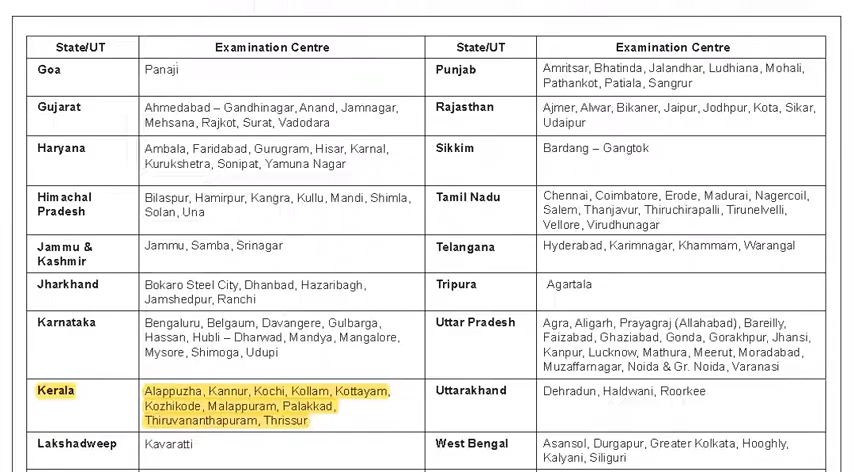 State/UT Examination Centre State/UT Examination Centre
Goa Panaji Punjab Amritsar, Bhatinda, Jalandhar, Ludhiana, Mohali,
Pathankot, Patiala, Sangrur
Gujarat Ahmedabad – Gandhinagar, Anand, Jamnagar, Rajasthan Ajmer, Alwar, Bikaner, Jaipur, Jodhpur, Kota, Sikar,
Mehsana, Rajkot, Surat, Vadodara Udaipur
Haryana Ambala, Faridabad, Gurugram, Hisar, Karnal, Sikkim Bardang – Gangtok
Kurukshetra, Sonipat, Yamuna Nagar
Himachal Bilaspur, Hamirpur, Kangra, Kullu, Mandi, Shimla, Tamil Nadu Chennai, Coimbatore, Erode, Madurai, Nagercoil,
Pradesh Solan, Una Salem, Thanjavur, Thiruchirapalli, Tirunelvelli,
Vellore, Virudhunagar
Jammu & Jammu, Samba, Srinagar Telangana Hyderabad, Karimnagar, Khammam, Warangal
Kashmir
Jharkhand Bokaro Steel City, Dhanbad, Hazaribagh, Tripura Agartala
Jamshedpur, Ranchi
Karnataka Bengaluru, Belgaum, Davangere, Gulbarga, Uttar Pradesh Agra, Aligarh, Prayagraj (Allahabad), Bareilly,
Hassan, Hubli – Dharwad, Mandya, Mangalore, Faizabad, Ghaziabad, Gonda, Gorakhpur, Jhansi,
Mysore, Shimoga, Udupi Kanpur, Lucknow, Mathura, Meerut, Moradabad,
Muzaffarnagar, Noida & Gr. Noida, Varanasi
Kerala Alappuzha, Kannur, Kochi, Kollam, Kottayam, Uttarakhand Dehradun, Haldwani, Roorkee
Kozhikode, Malappuram, Palakkad,
Thiruvananthapuram, Thrissur
Lakshadweep Kavaratti West Bengal Asansol, Durgapur, Greater Kolkata, Hooghly,
Kalyani, Siliguri